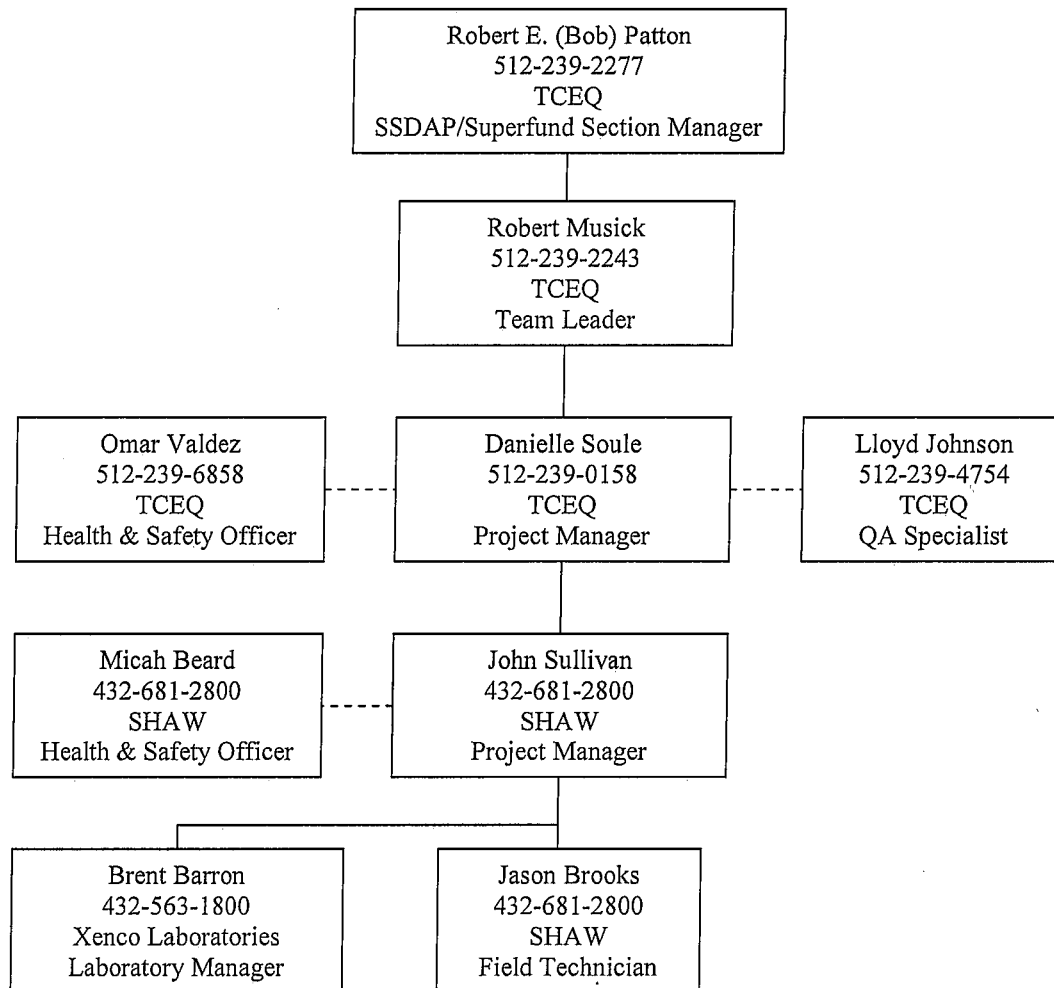 Robert E. (Bob) Patton
512-239-2277
TCEQ
SSDAP/Superfund Section Manager
Robert Musick
512-239-2243
TCEQ
Team Leader
Omar Valdez
512-239-6858
TCEQ
Health & Safety Officer
Danielle Soule
512-239-0158
TCEQ
Project Manager
Lloyd Johnson
512-239-4754
TCEQ
QA Specialist
Micah Beard
432-681-2800
SHAW
Health & Safety Officer
John Sullivan
432-681-2800
SHAW
Project Manager
Brent Barron
432-563-1800
Xenco Laboratories
Laboratory Manager
Jason Brooks
432-681-2800
SHAW
Field Technician